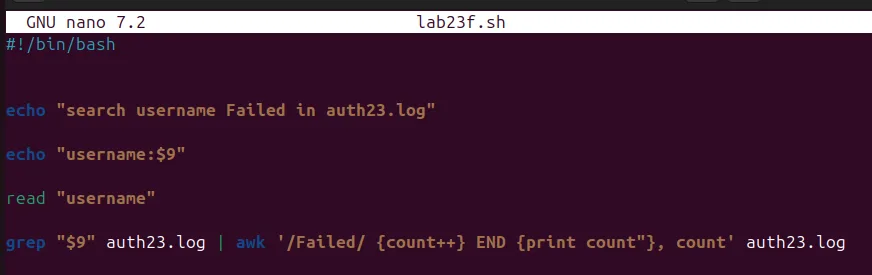 GNU nano 7.2 lab23f.sh
#!/bin/bash
echo "search username Failed in auth23.log"
echo "username:$9"
read "username"
grep "$9" auth23.log | awk '/Failed/ {count++} END {print count"}, count' auth23.log